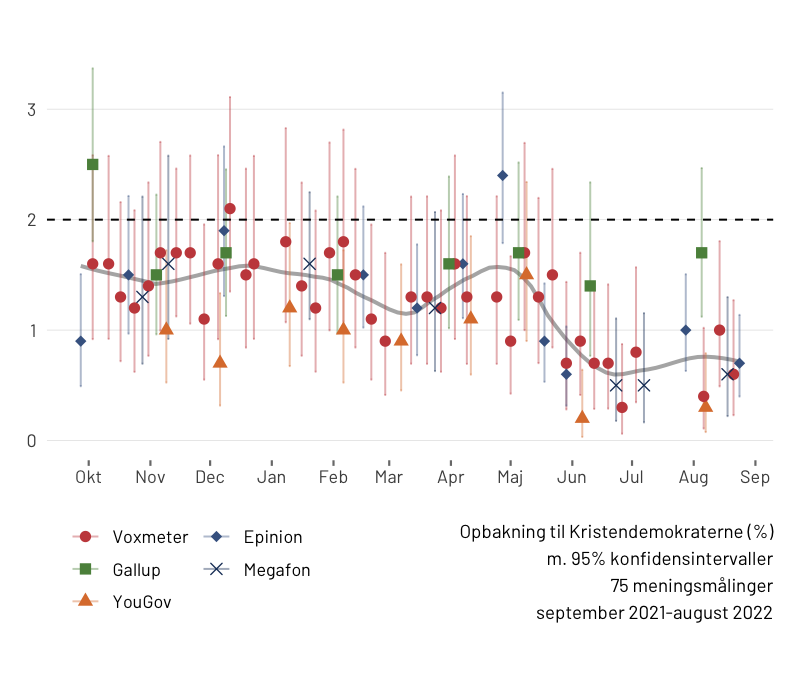 3
2
1
0
Okt Nov Dec Jan Feb Mar Apr Maj Jun Jul Aug Sep
Voxmeter Epinion
Gallup Megafon
YouGov
Opbakning til Kristendemokraterne (%)
m. 95% konfidensintervaller
75 meningsmålinger
september 2021-august 2022